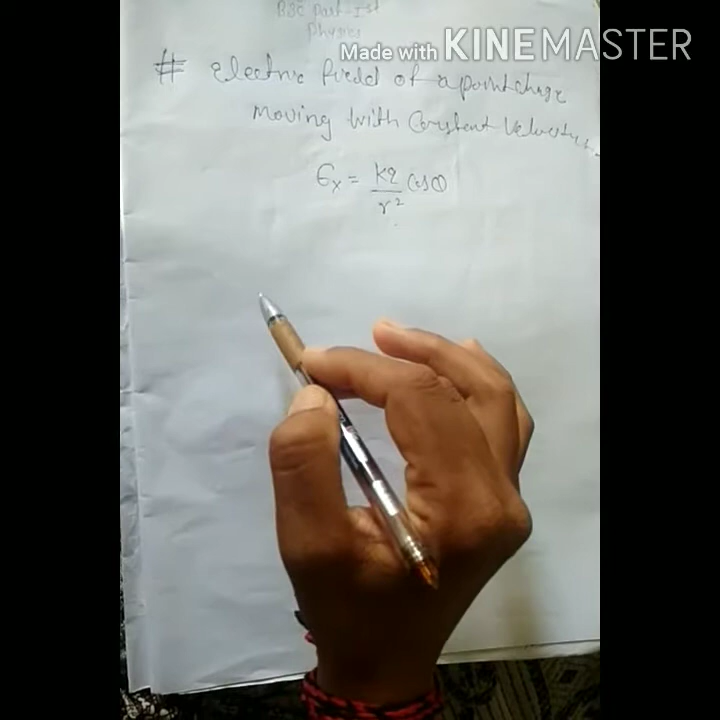 BSC Part-Ist
Physics
Made with KINEMASTER
# Electric field of a point charge
Moving with Constant Velocity
Ex = kq/r² Cosθ